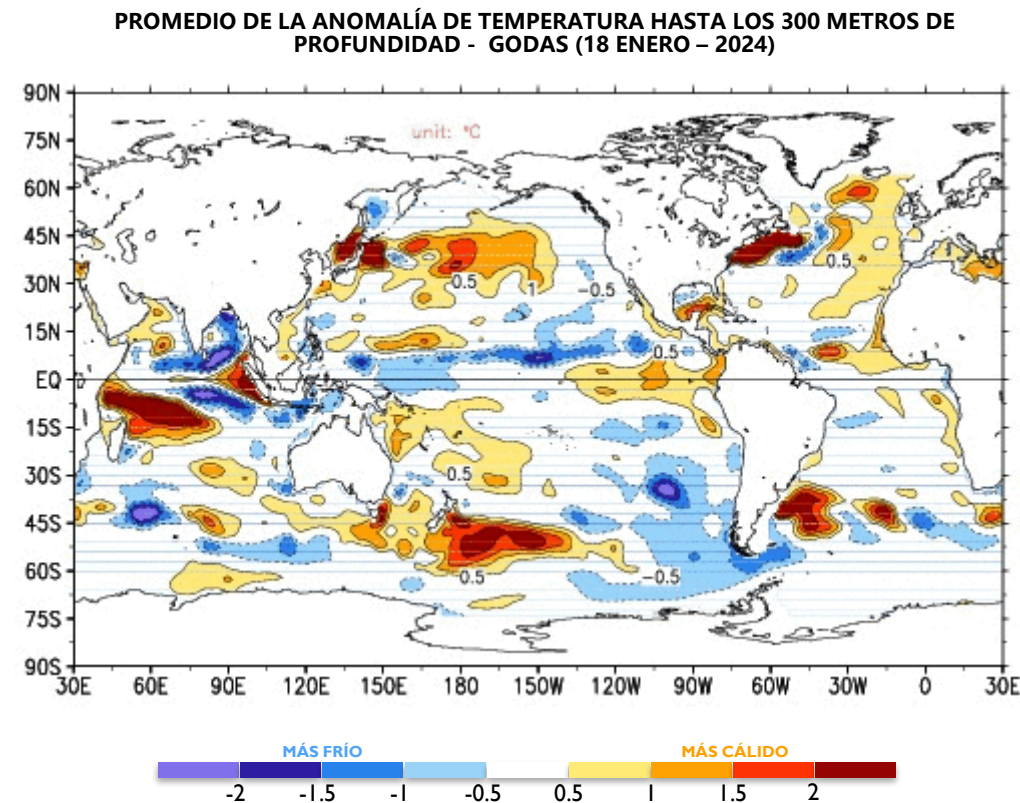 PROMEDIO DE LA ANOMALÍA DE TEMPERATURA HASTA LOS 300 METROS DE
PROFUNDIDAD - GODAS (18 ENERO – 2024)
90N
75N
unit: °C
60N
45N
0.5
0.5
30N
1
-0.5
15N
0.5
EQ
15S
0.5
30S
45S
60S
0.5
-0.5
75S
90S
30E 60E 90E 120E 150E 180 150W 120W 90W 60W 30W 0 30E
MÁS FRÍO MÁS CÁLIDO
-2 -1.5 -1 -0.5 0.5 1 1.5 2